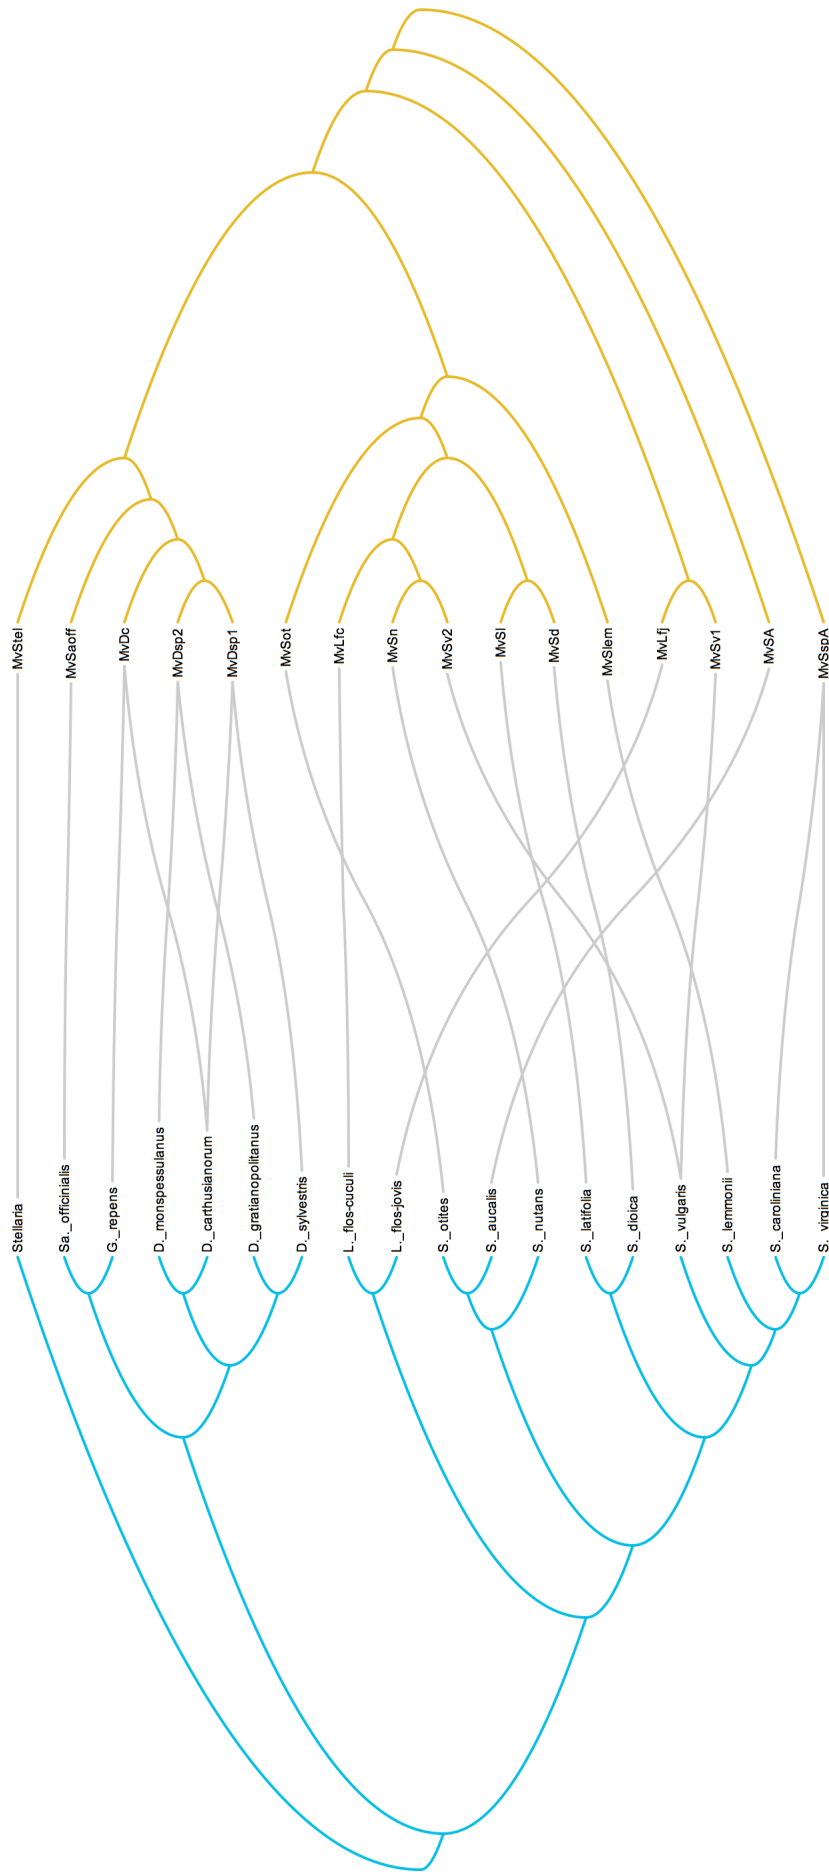 MvStel
MvSaoff
MvDc
MvDsp2
MvDsp1
MvSot
MvLfc
MvSn
MvSv2
MvSl
MvSd
MvSlem
MvLfj
MvSv1
MvSA
MvSspA
Stellaria
Sa._officinialis
G._repens
D._monspessulanus
D._carthusianorum
D._gratianopolitanus
D._sylvestris
L._flos-cuculi
L._flos-jovis
S._otites
S._aucalis
S._nutans
S._latifolia
S._dioica
S._vulgaris
S._lemmonii
S._caroliniana
S._virginica